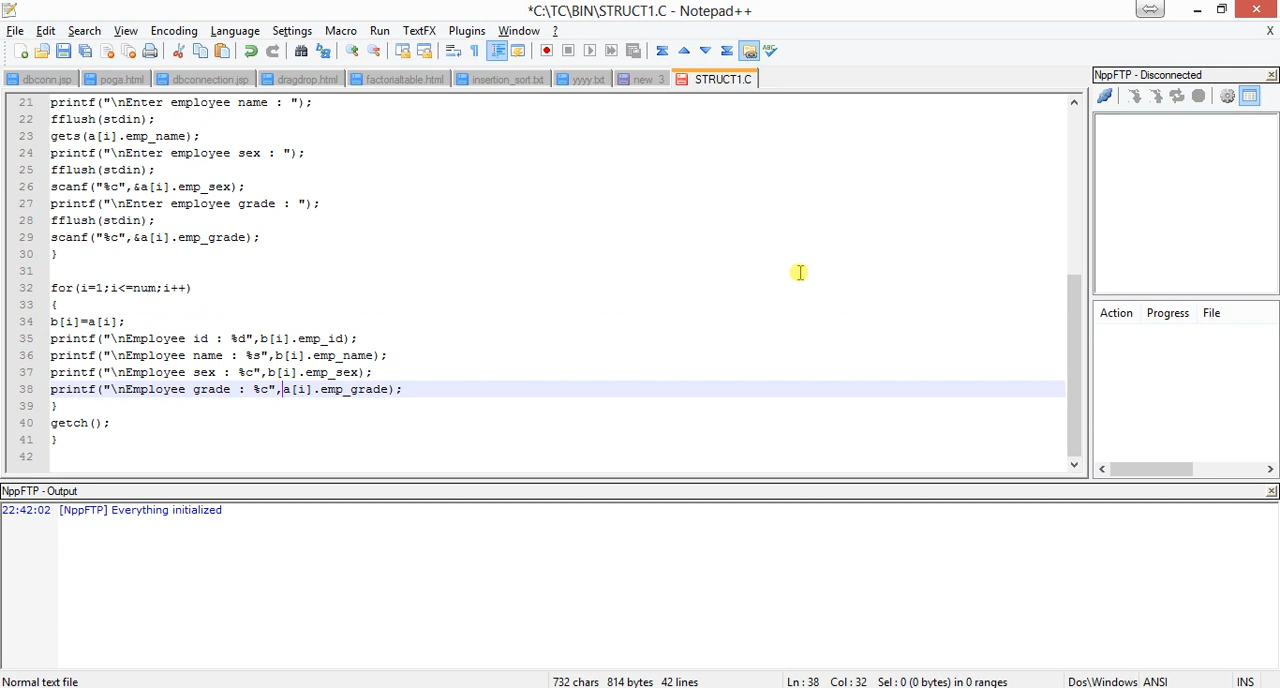 *C:\TC\BIN\STRUCT1.C - Notepad++
File Edit Search View Encoding Language Settings Macro Run TextFX Plugins Window ? X
dbconn.jsp poga.html dbconnection.jsp dragdrop.html factorialtable.html insertion_sort.txt yyyy.txt new 3 STRUCT1.C
NppFTP - Disconnected
21 printf("\nEnter employee name : ");
22 fflush(stdin);
23 gets(a[i].emp_name);
24 printf("\nEnter employee sex : ");
25 fflush(stdin);
26 scanf("%c",&a[i].emp_sex);
27 printf("\nEnter employee grade : ");
28 fflush(stdin);
29 scanf("%c",&a[i].emp_grade);
30 }
31
32 for(i=1;i<=num;i++)
33 {
34 b[i]=a[i];
35 printf("\nEmployee id : %d",b[i].emp_id);
36 printf("\nEmployee name : %s",b[i].emp_name);
37 printf("\nEmployee sex : %c",b[i].emp_sex);
38 printf("\nEmployee grade : %c",a[i].emp_grade);
39 }
40 getch();
41 }
42
Action Progress File
NppFTP - Output
22:42:02 [NppFTP] Everything initialized
Normal text file 732 chars 814 bytes 42 lines Ln : 38 Col : 32 Sel : 0 (0 bytes) in 0 ranges Dos\Windows ANSI INS